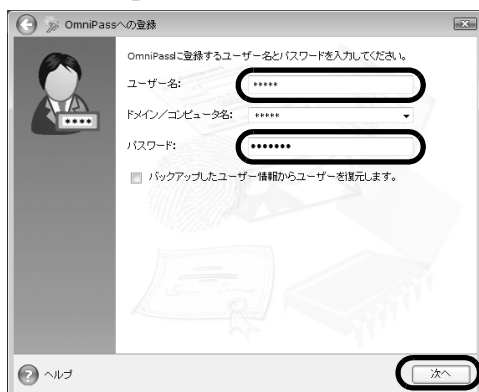 OmniPassへの登録
OmniPassに登録するユーザー名とパスワードを入力してください。
ユーザー名: *****
ドメイン/コンピュータ名: *****
パスワード: •••••••
****
バックアップしたユーザー情報からユーザーを復元します。
? ヘルプ
次へ